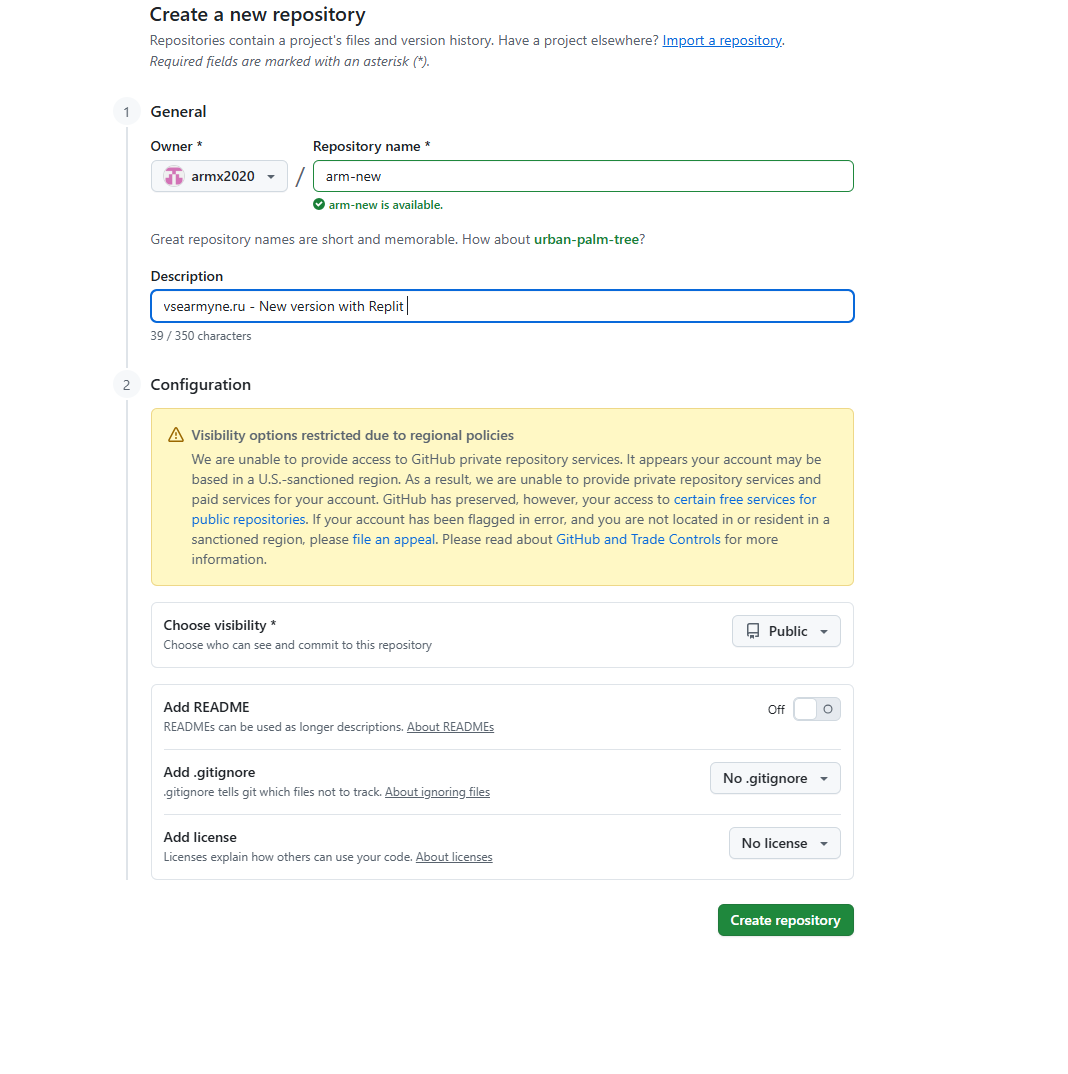 Create a new repository
Repositories contain a project's files and version history. Have a project elsewhere? Import a repository.
Required fields are marked with an asterisk (*).
1 General
Owner * Repository name *
armx2020 / arm-new
arm-new is available.
Great repository names are short and memorable. How about urban-palm-tree?
Description
vsearmyne.ru - New version with Replit
39 / 350 characters
2 Configuration
Visibility options restricted due to regional policies
We are unable to provide access to GitHub private repository services. It appears your account may be
based in a U.S.-sanctioned region. As a result, we are unable to provide private repository services and
paid services for your account. GitHub has preserved, however, your access to certain free services for
public repositories. If your account has been flagged in error, and you are not located in or resident in a
sanctioned region, please file an appeal. Please read about GitHub and Trade Controls for more
information.
Choose visibility *
Choose who can see and commit to this repository
Public
Add README
READMEs can be used as longer descriptions. About READMEs
Off
Add .gitignore
.gitignore tells git which files not to track. About ignoring files
No .gitignore
Add license
Licenses explain how others can use your code. About licenses
No license
Create repository